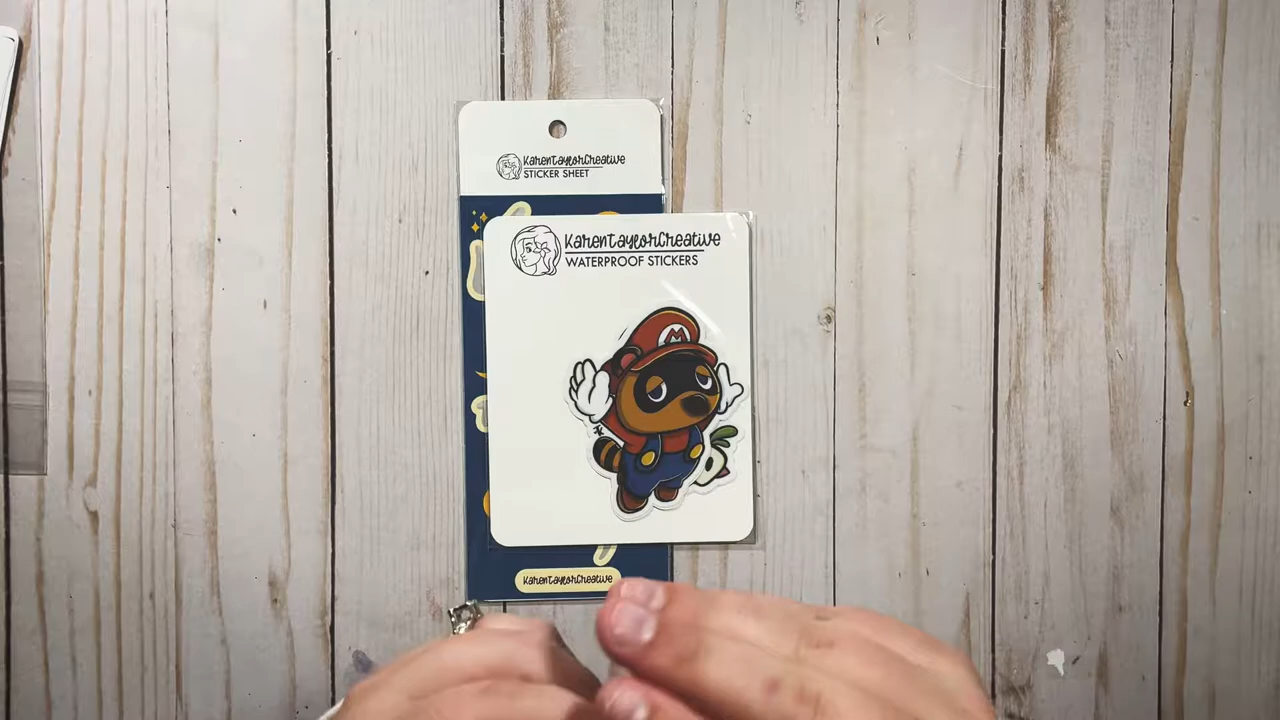 KarenTaylorCreative
STICKER SHEET
KarenTaylorCreative
WATERPROOF STICKERS
M
KarenTaylorCreative